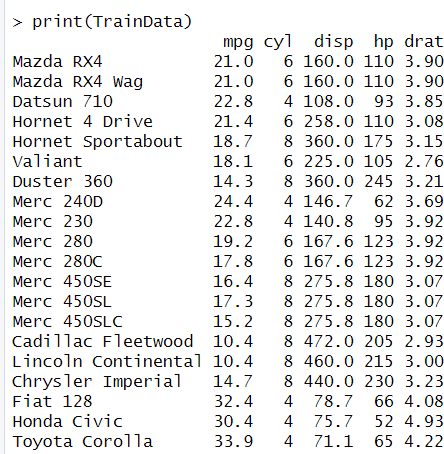 > print(TrainData)
mpg cyl disp hp drat
Mazda RX4 21.0 6 160.0 110 3.90
Mazda RX4 Wag 21.0 6 160.0 110 3.90
Datsun 710 22.8 4 108.0 93 3.85
Hornet 4 Drive 21.4 6 258.0 110 3.08
Hornet Sportabout 18.7 8 360.0 175 3.15
Valiant 18.1 6 225.0 105 2.76
Duster 360 14.3 8 360.0 245 3.21
Merc 240D 24.4 4 146.7 62 3.69
Merc 230 22.8 4 140.8 95 3.92
Merc 280 19.2 6 167.6 123 3.92
Merc 280C 17.8 6 167.6 123 3.92
Merc 450SE 16.4 8 275.8 180 3.07
Merc 450SL 17.3 8 275.8 180 3.07
Merc 450SLC 15.2 8 275.8 180 3.07
Cadillac Fleetwood 10.4 8 472.0 205 2.93
Lincoln Continental 10.4 8 460.0 215 3.00
Chrysler Imperial 14.7 8 440.0 230 3.23
Fiat 128 32.4 4 78.7 66 4.08
Honda Civic 30.4 4 75.7 52 4.93
Toyota Corolla 33.9 4 71.1 65 4.22